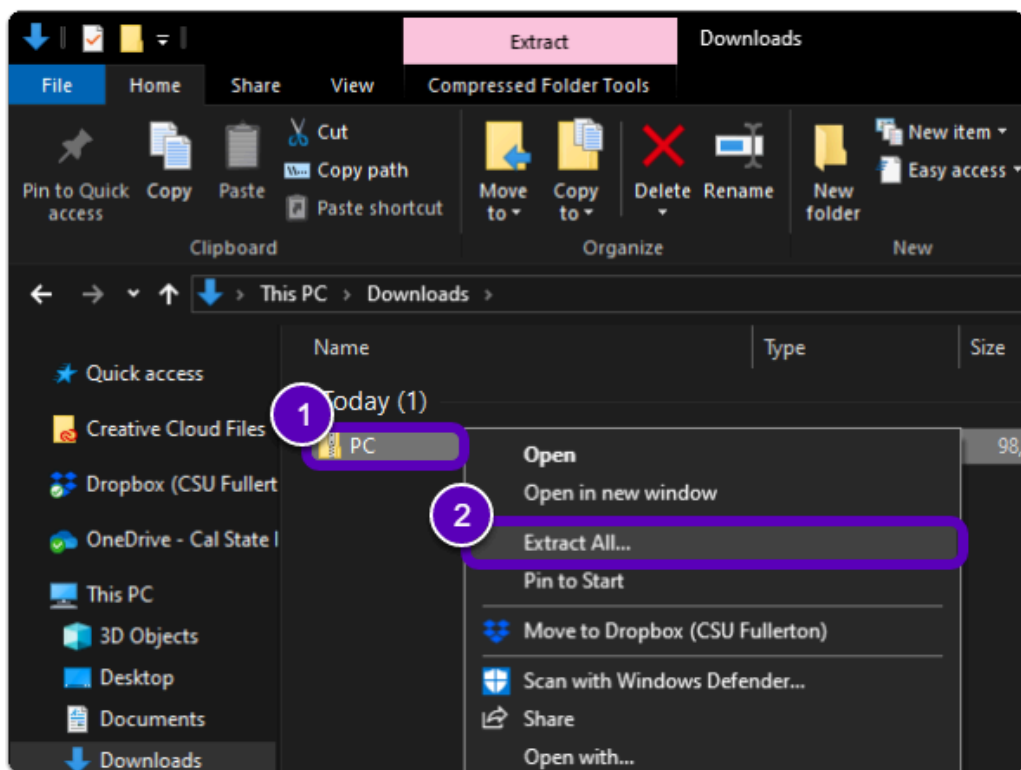 Extract
Downloads
File
Home
Share
View
Compressed Folder Tools
Pin to Quick
access
Copy
Paste
Cut
Copy path
Paste shortcut
Move
to
Copy
to
Delete
Rename
New
folder
New item
Easy access
Clipboard
Organize
New
This PC
Downloads
Name
Type
Size
Quick access
Creative Cloud Files
Dropbox (CSU Fullert
OneDrive - Cal State
This PC
3D Objects
Desktop
Documents
Downloads
Today (1)
1
PC
98,
Open
Open in new window
2
Extract All...
Pin to Start
Move to Dropbox (CSU Fullerton)
Scan with Windows Defender...
Share
Open with...